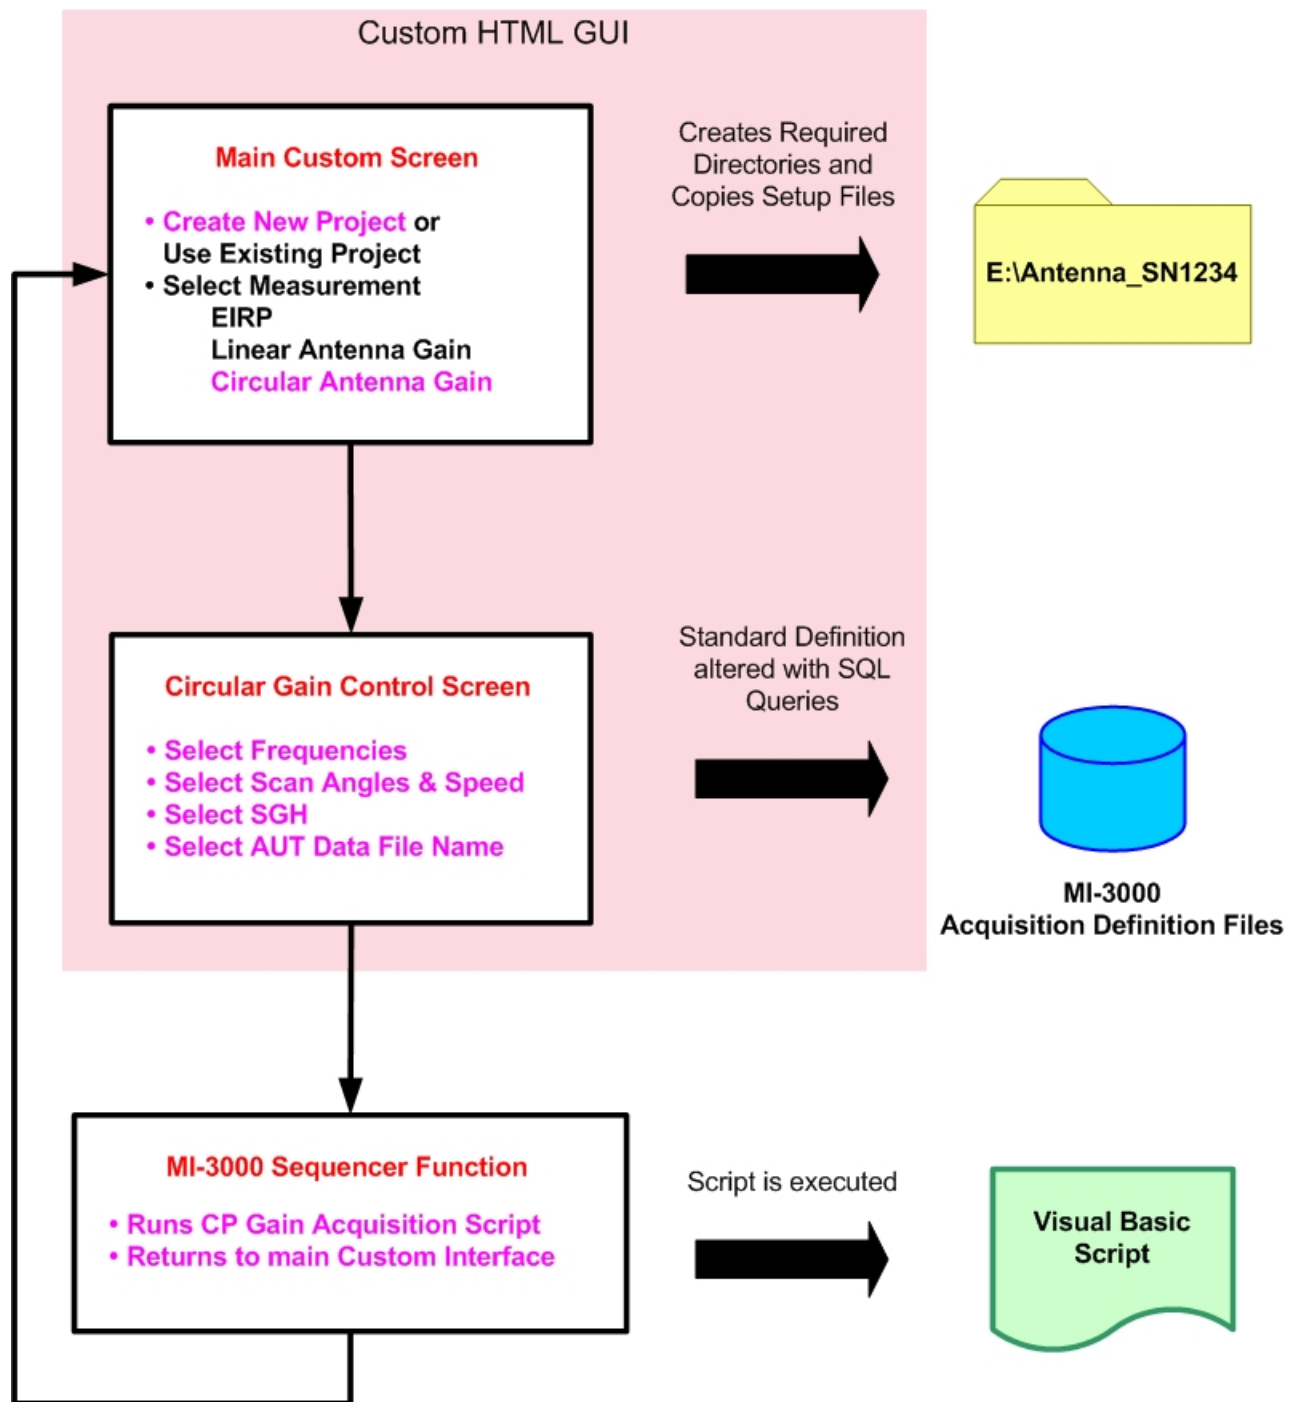 Custom HTML GUI
Main Custom Screen
• Create New Project or
Use Existing Project
• Select Measurement
EIRP
Linear Antenna Gain
Circular Antenna Gain
Creates Required
Directories and
Copies Setup Files
E:\Antenna_SN1234
Circular Gain Control Screen
• Select Frequencies
• Select Scan Angles & Speed
• Select SGH
• Select AUT Data File Name
Standard Definition
altered with SQL
Queries
MI-3000
Acquisition Definition Files
MI-3000 Sequencer Function
• Runs CP Gain Acquisition Script
• Returns to main Custom Interface
Script is executed
Visual Basic
Script